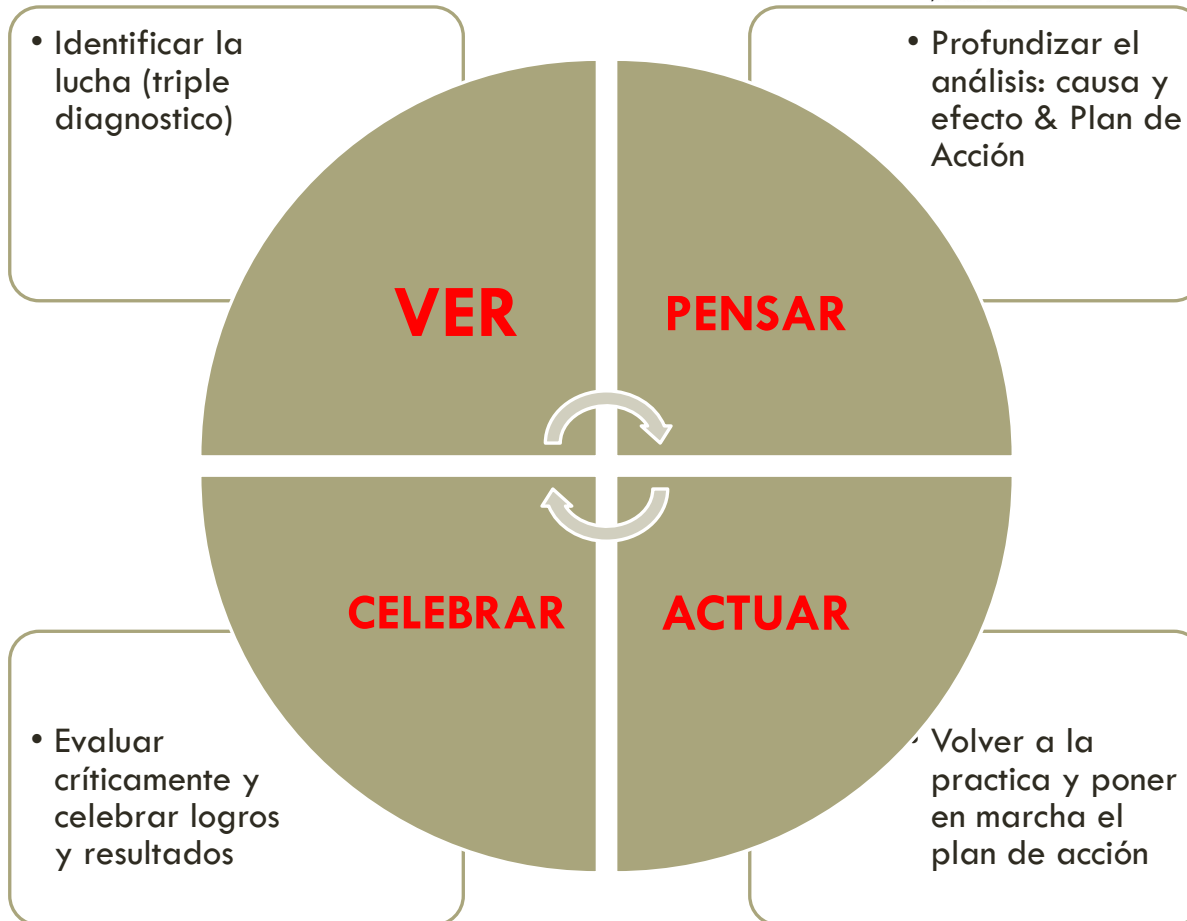 • Identificar la
lucha (triple
diagnostico)
• Profundizar el
análisis: causa y
efecto & Plan de
Acción
VER
PENSAR
CELEBRAR
ACTUAR
• Evaluar
críticamente y
celebrar logros
y resultados
• Volver a la
practica y poner
en marcha el
plan de acción